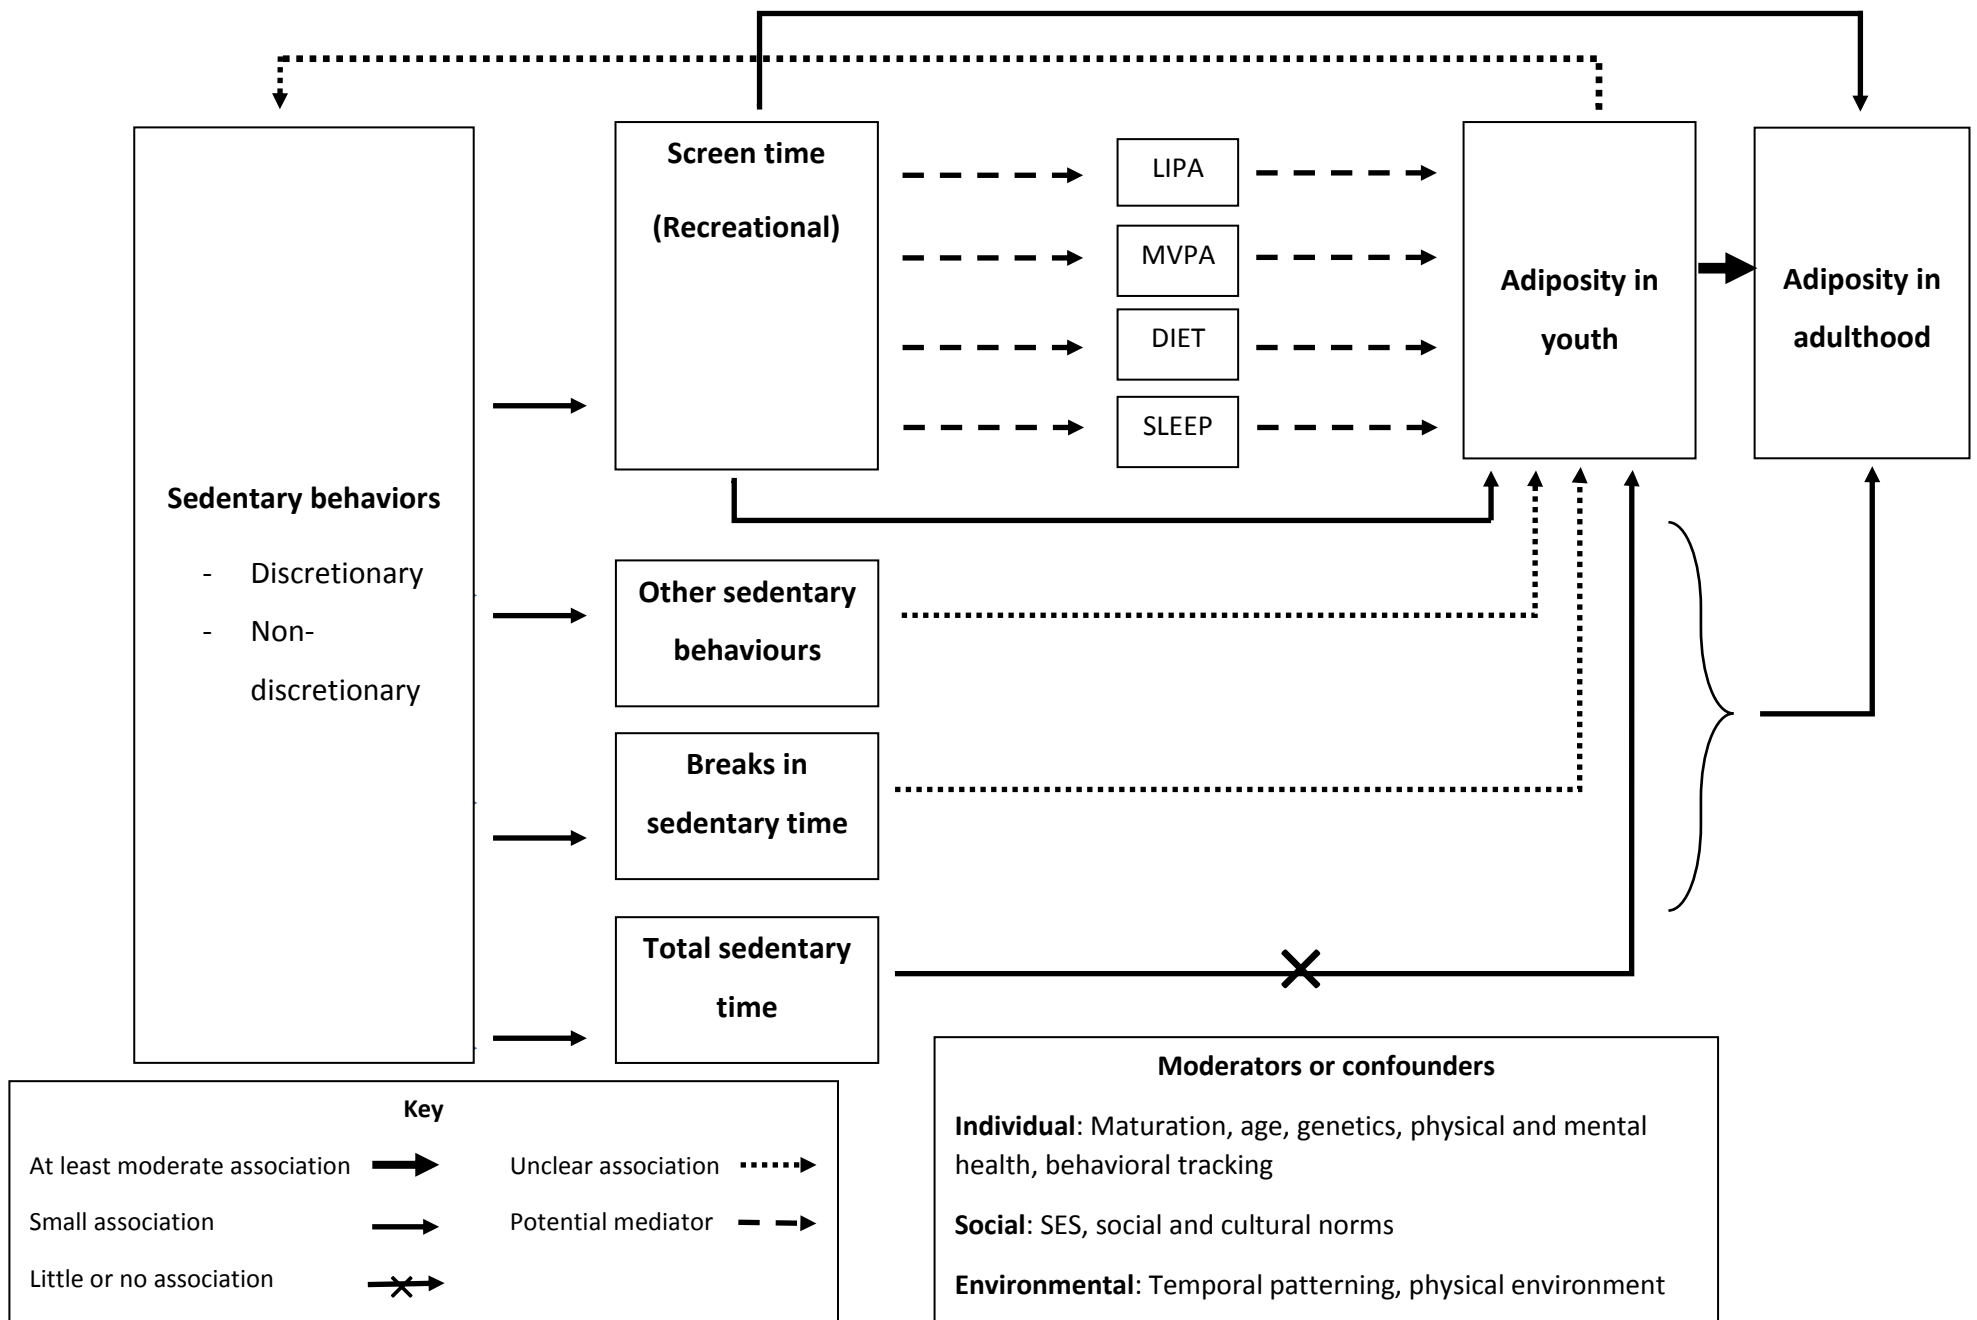 Screen time
(Recreational)
LIPA
MVPA
DIET
SLEEP
Adiposity in
youth
Adiposity in
adulthood
Sedentary behaviors
- Discretionary
- Non-
discretionary
Other sedentary
behaviours
Breaks in
sedentary time
Total sedentary
time
Key
At least moderate association
Unclear association
Small association
Potential mediator
Little or no association
Moderators or confounders
Individual: Maturation, age, genetics, physical and mental
health, behavioral tracking
Social: SES, social and cultural norms
Environmental: Temporal patterning, physical environment